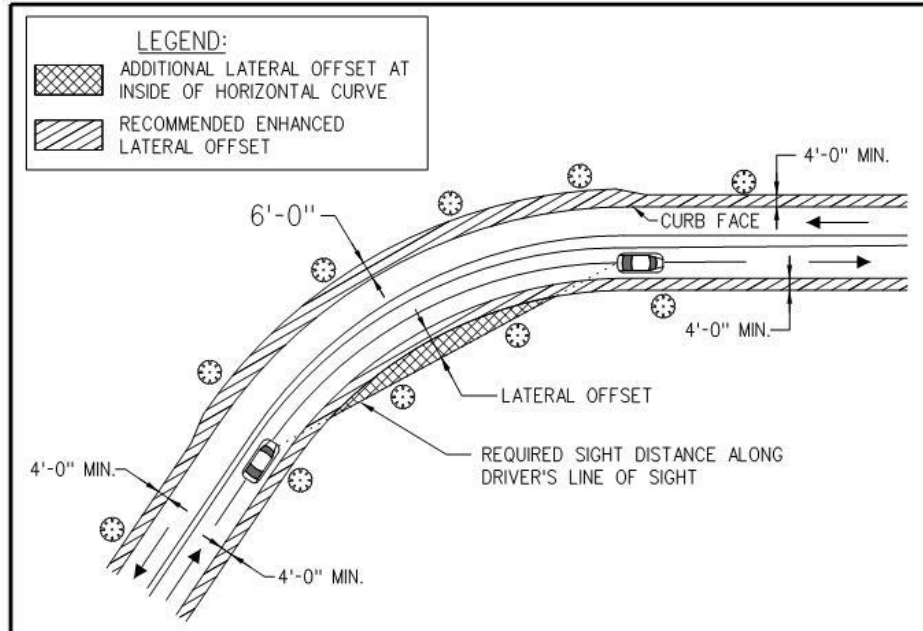 LEGEND:
ADDITIONAL LATERAL OFFSET AT
INSIDE OF HORIZONTAL CURVE
RECOMMENDED ENHANCED
LATERAL OFFSET
4'-0" MIN.
6'-0"
CURB FACE
4'-0" MIN.
LATERAL OFFSET
REQUIRED SIGHT DISTANCE ALONG
DRIVER'S LINE OF SIGHT
4'-0" MIN.
4'-0" MIN.